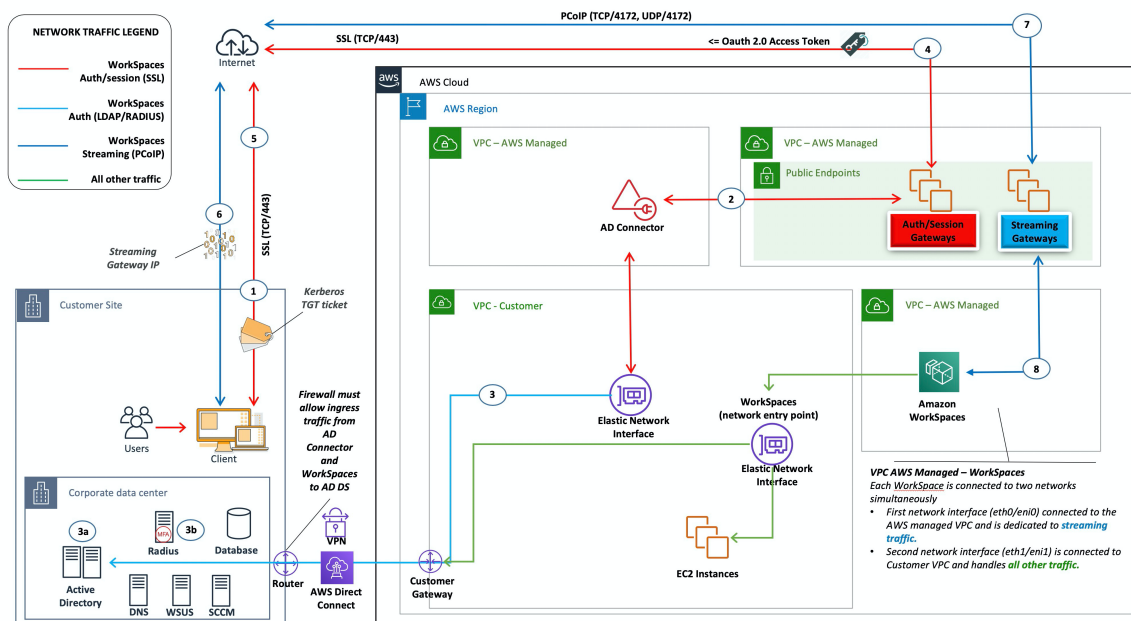 NETWORK TRAFFIC LEGEND
WorkSpaces
Auth/session (SSL)
WorkSpaces
Auth (LDAP/RADIUS)
WorkSpaces
Streaming (PCoIP)
All other traffic
Internet
PCoIP (TCP/4172, UDP/4172)
7
SSL (TCP/443)
<= Oauth 2.0 Access Token
4
aws
AWS Cloud
AWS Region
VPC – AWS Managed
AD Connector
2
VPC – AWS Managed
Public Endpoints
Auth/Session
Gateways
Streaming
Gateways
5
6
SSL (TCP/443)
Streaming
Gateway IP
1
Kerberos
TGT ticket
Customer Site
Users
Client
Firewall must
allow ingress
traffic from
AD
Connector
and
WorkSpaces
to AD DS
Corporate data center
3a
MFA
3b
Radius
Database
Active
Directory
DNS
WSUS
SCCM
Router
VPN
AWS Direct
Connect
Customer
Gateway
VPC - Customer
3
Elastic Network
Interface
WorkSpaces
(network entry point)
Elastic Network
Interface
EC2 Instances
VPC – AWS Managed
8
Amazon
WorkSpaces
VPC AWS Managed – WorkSpaces
Each WorkSpace is connected to two networks
simultaneously
• First network interface (eth0/eni0) connected to the
AWS managed VPC and is dedicated to streaming
traffic.
• Second network interface (eth1/eni1) is connected to
Customer VPC and handles all other traffic.